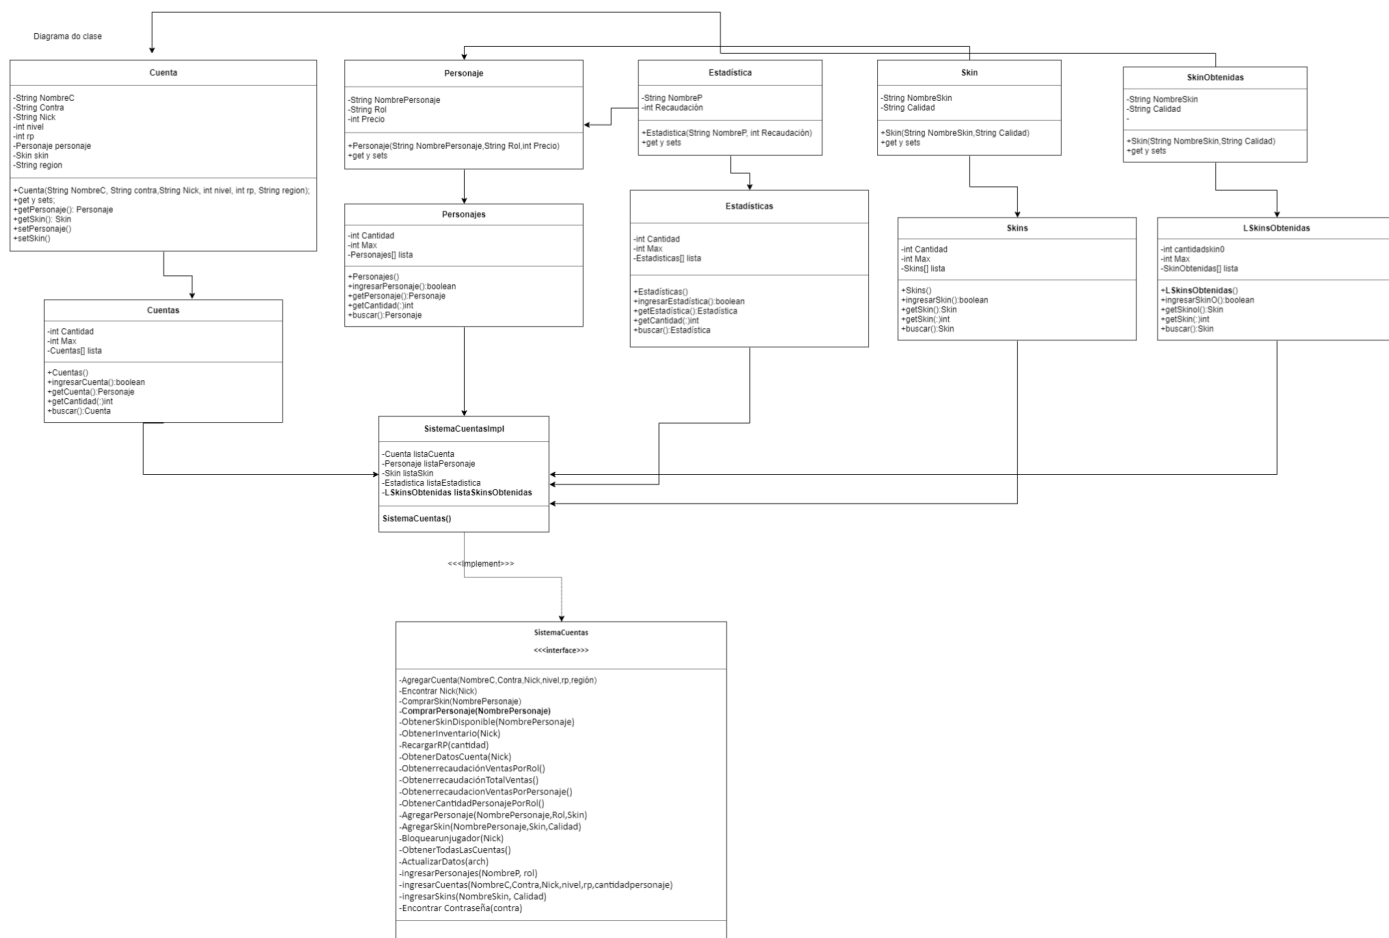 Diagrama do clase
Cuenta
-String NombreC
-String Contra
-String Nick
-int nivel
-int rp
-Personaje personaje
-Skin skin
-String region
+Cuenta(String NombreC, String contra,String Nick, int nivel, int rp, String region);
+get y sets;
+getPersonaje(): Personaje
+getSkin(): Skin
+setPersonaje()
+setSkin()
Personaje
-String NombrePersonaje
-String Rol
-int Precio
+Personaje(String NombrePersonaje,String Rol,int Precio)
+get y sets
Estadística
-String NombreP
-int Recaudación
+Estadistica(String NombreP, int Recaudación)
+get y sets
Skin
-String NombreSkin
-String Calidad
+Skin(String NombreSkin,String Calidad)
+get y sets
SkinObtenidas
-String NombreSkin
-String Calidad
-
+Skin(String NombreSkin,String Calidad)
+get y sets
Cuentas
-int Cantidad
-int Max
-Cuentas[] lista
+Cuentas()
+ingresarCuenta():boolean
+getCuenta():Personaje
+getCantidad(:)int
+buscar():Cuenta
Personajes
-int Cantidad
-int Max
-Personajes[] lista
+Personajes()
+ingresarPersonaje():boolean
+getPersonaje():Personaje
+getCantidad(:)int
+buscar():Personaje
Estadísticas
-int Cantidad
-int Max
-Estadísticas[] lista
+Estadísticas()
+ingresarEstadística():boolean
+getEstadística():Estadística
+getCantidad(:)int
+buscar():Estadística
Skins
-int Cantidad
-int Max
-Skins[] lista
+Skins()
+ingresarSkin():boolean
+getSkin():Skin
+getSkin(:)int
+buscar():Skin
LSkinsObtenidas
-int cantidadskin0
-int Max
-SkinObtenidas[] lista
+LSkinsObtenidas()
+ingresarSkinO():boolean
+getSkinol():Skin
+getSkin(:)int
+buscar():Skin
SistemaCuentasImpl
-Cuenta listaCuenta
-Personaje listaPersonaje
-Skin listaSkin
-Estadistica listaEstadistica
-LSkinsObtenidas listaSkinsObtenidas
SistemaCuentas()
<<<Implement>>>
SistemaCuentas
<<<interface>>>
-AgregarCuenta(NombreC,Contra,Nick,nivel,rp,región)
-Encontrar Nick(Nick)
-ComprarSkin(NombrePersonaje)
-ComprarPersonaje(NombrePersonaje)
-ObtenerSkinDisponible(NombrePersonaje)
-ObtenerInventario(Nick)
-RecargarRP(cantidad)
-ObtenerDatosCuenta(Nick)
-ObtenerrecaudaciónVentasPorRol()
-ObtenerrecaudaciónTotalVentas()
-ObtenerrecaudacionVentasPorPersonaje()
-ObtenerCantidadPersonajePorRol()
-AgregarPersonaje(NombrePersonaje,Rol,Skin)
-AgregarSkin(NombrePersonaje,Skin,Calidad)
-Bloquearunjugador(Nick)
-ObtenerTodasLasCuentas()
-ActualizarDatos(arch)
-ingresarPersonajes(NombreP, rol)
-ingresarCuentas(NombreC,Contra,Nick,nivel,rp,cantidadpersonaje)
-ingresarSkins(NombreSkin, Calidad)
-Encontrar Contraseña(contra)